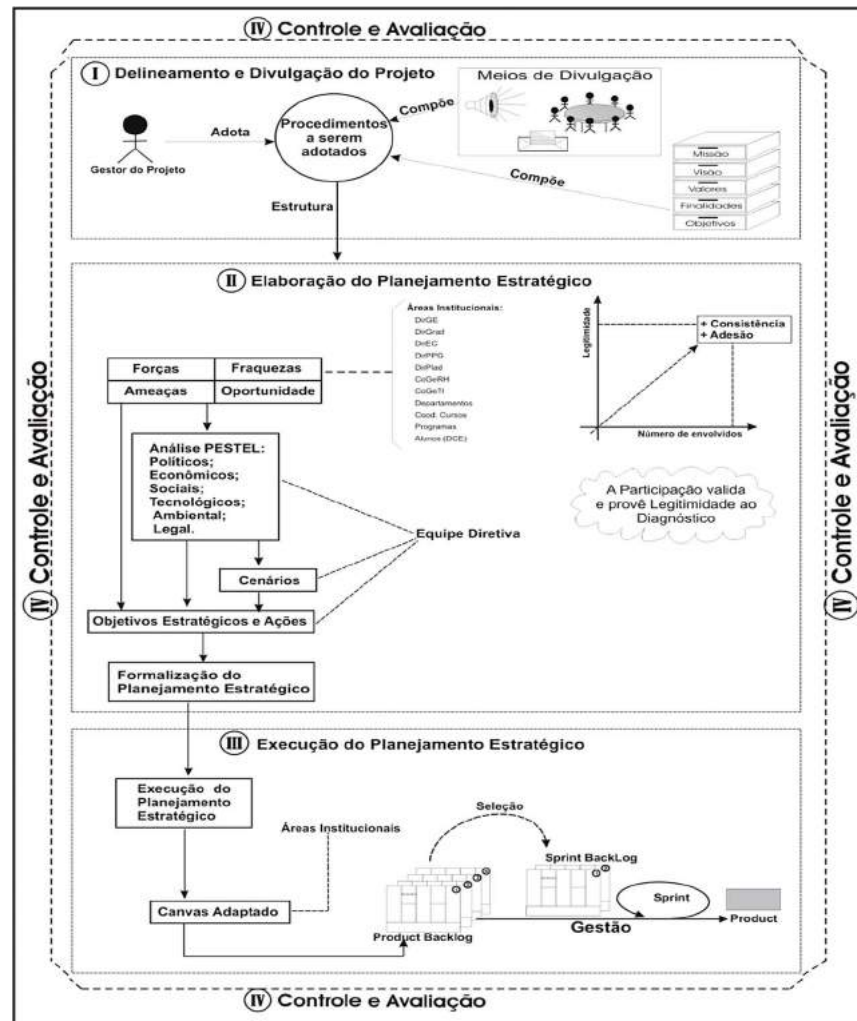 IV Controle e Avaliação
I Delineamento e Divulgação do Projeto
Meios de Divulgação
Compõe
Procedimentos
a serem
adotados
Adota
Gestor do Projeto
Compõe
Missão
Visão
Valores
Finalidades
Objetivos
Estrutura
II Elaboração do Planejamento Estratégico
Áreas Institucionais:
DirGE
DirGrad
DirEC
DirPPG
DirPlad
CoGeRH
CoGeTI
Departamentos
Cood. Cursos
Programas
Alunos (DCE)
Legitimidade
+ Consistência
+ Adesão
Número de envolvidos
Forças
Fraquezas
Ameaças
Oportunidade
Análise PESTEL:
Políticos;
Econômicos;
Sociais;
Tecnológicos;
Ambiental;
Legal.
A Participação valida
e provê Legitimidade ao
Diagnóstico
Equipe Diretiva
Cenários
Objetivos Estratégicos e Ações
Formalização do
Planejamento Estratégico
IV Controle e Avaliação
IV Controle e Avaliação
III Execução do Planejamento Estratégico
Execução do
Planejamento
Estratégico
Áreas Institucionais
Seleção
Sprint BackLog
Canvas Adaptado
Product Backlog
Sprint
Gestão
Product
IV Controle e Avaliação